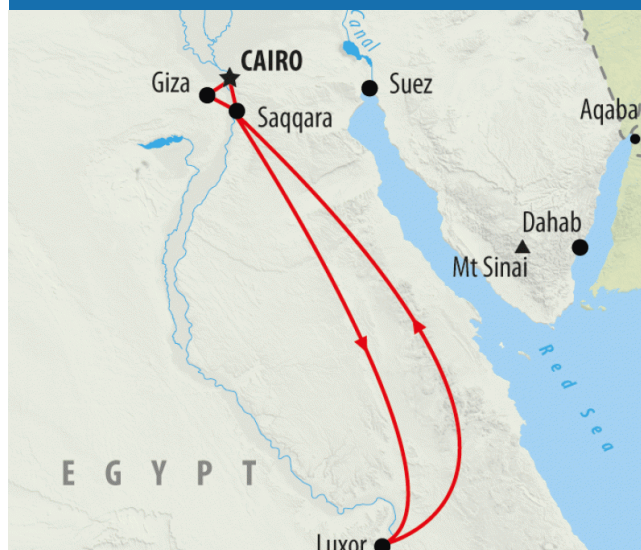 Canal
CAIRO
Giza
Suez
Saqqara
Aqaba
Dahab
Mt Sinai
Red Sea
EGYPT
Luxor